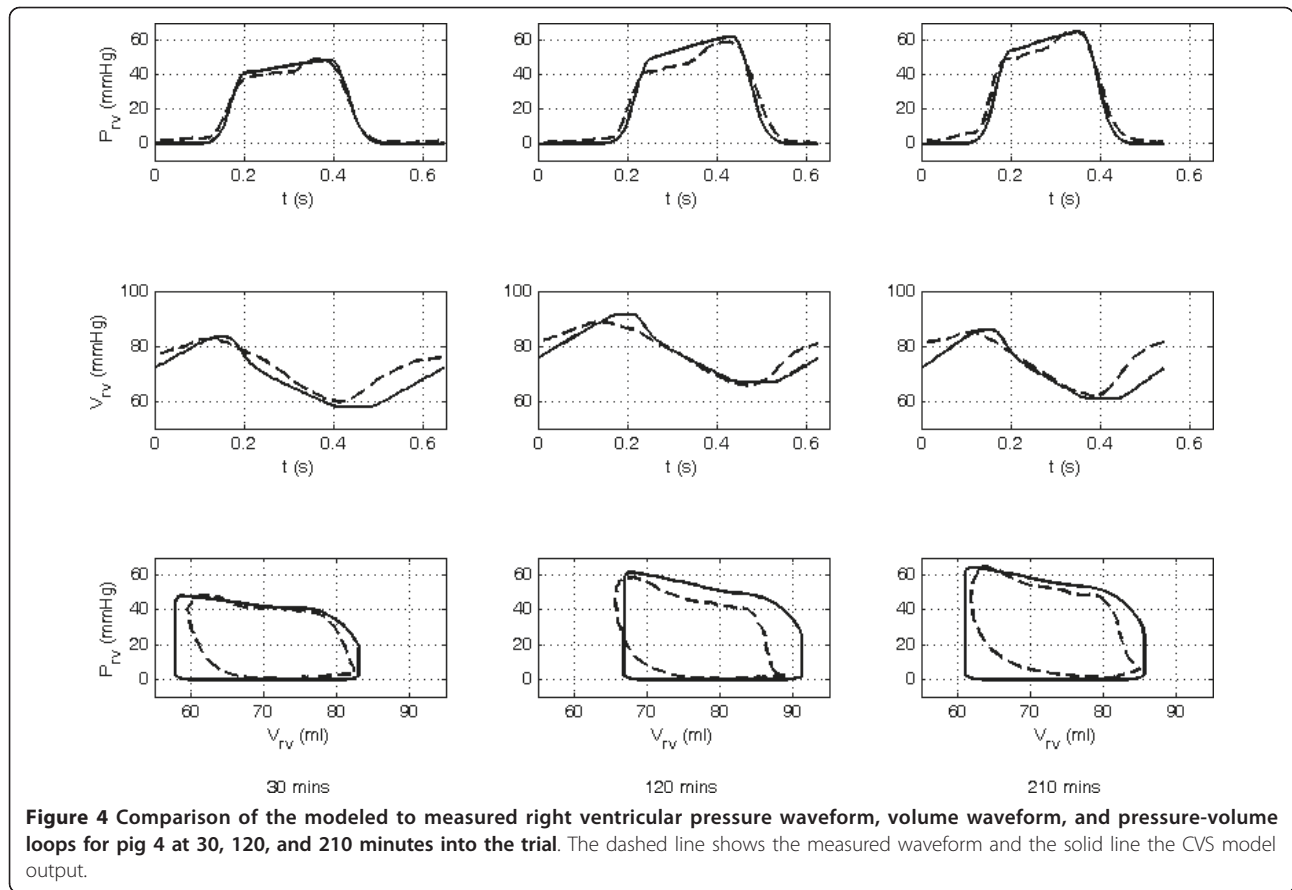 P_rv (mmHg)
60
40
20
0
0 0.2 0.4 0.6
t (s)
60
40
20
0
0 0.2 0.4 0.6
t (s)
60
40
20
0
0 0.2 0.4 0.6
t (s)
V_rv (mmHg)
100
80
60
0 0.2 0.4 0.6
t (s)
100
80
60
0 0.2 0.4 0.6
t (s)
100
80
60
0 0.2 0.4 0.6
t (s)
P_rv (mmHg)
60
40
20
0
60 70 80 90
V_rv (ml)
30 mins
60
40
20
0
60 70 80 90
V_rv (ml)
120 mins
60
40
20
0
60 70 80 90
V_rv (ml)
210 mins
Figure 4 Comparison of the modeled to measured right ventricular pressure waveform, volume waveform, and pressure-volume
loops for pig 4 at 30, 120, and 210 minutes into the trial. The dashed line shows the measured waveform and the solid line the CVS model
output.